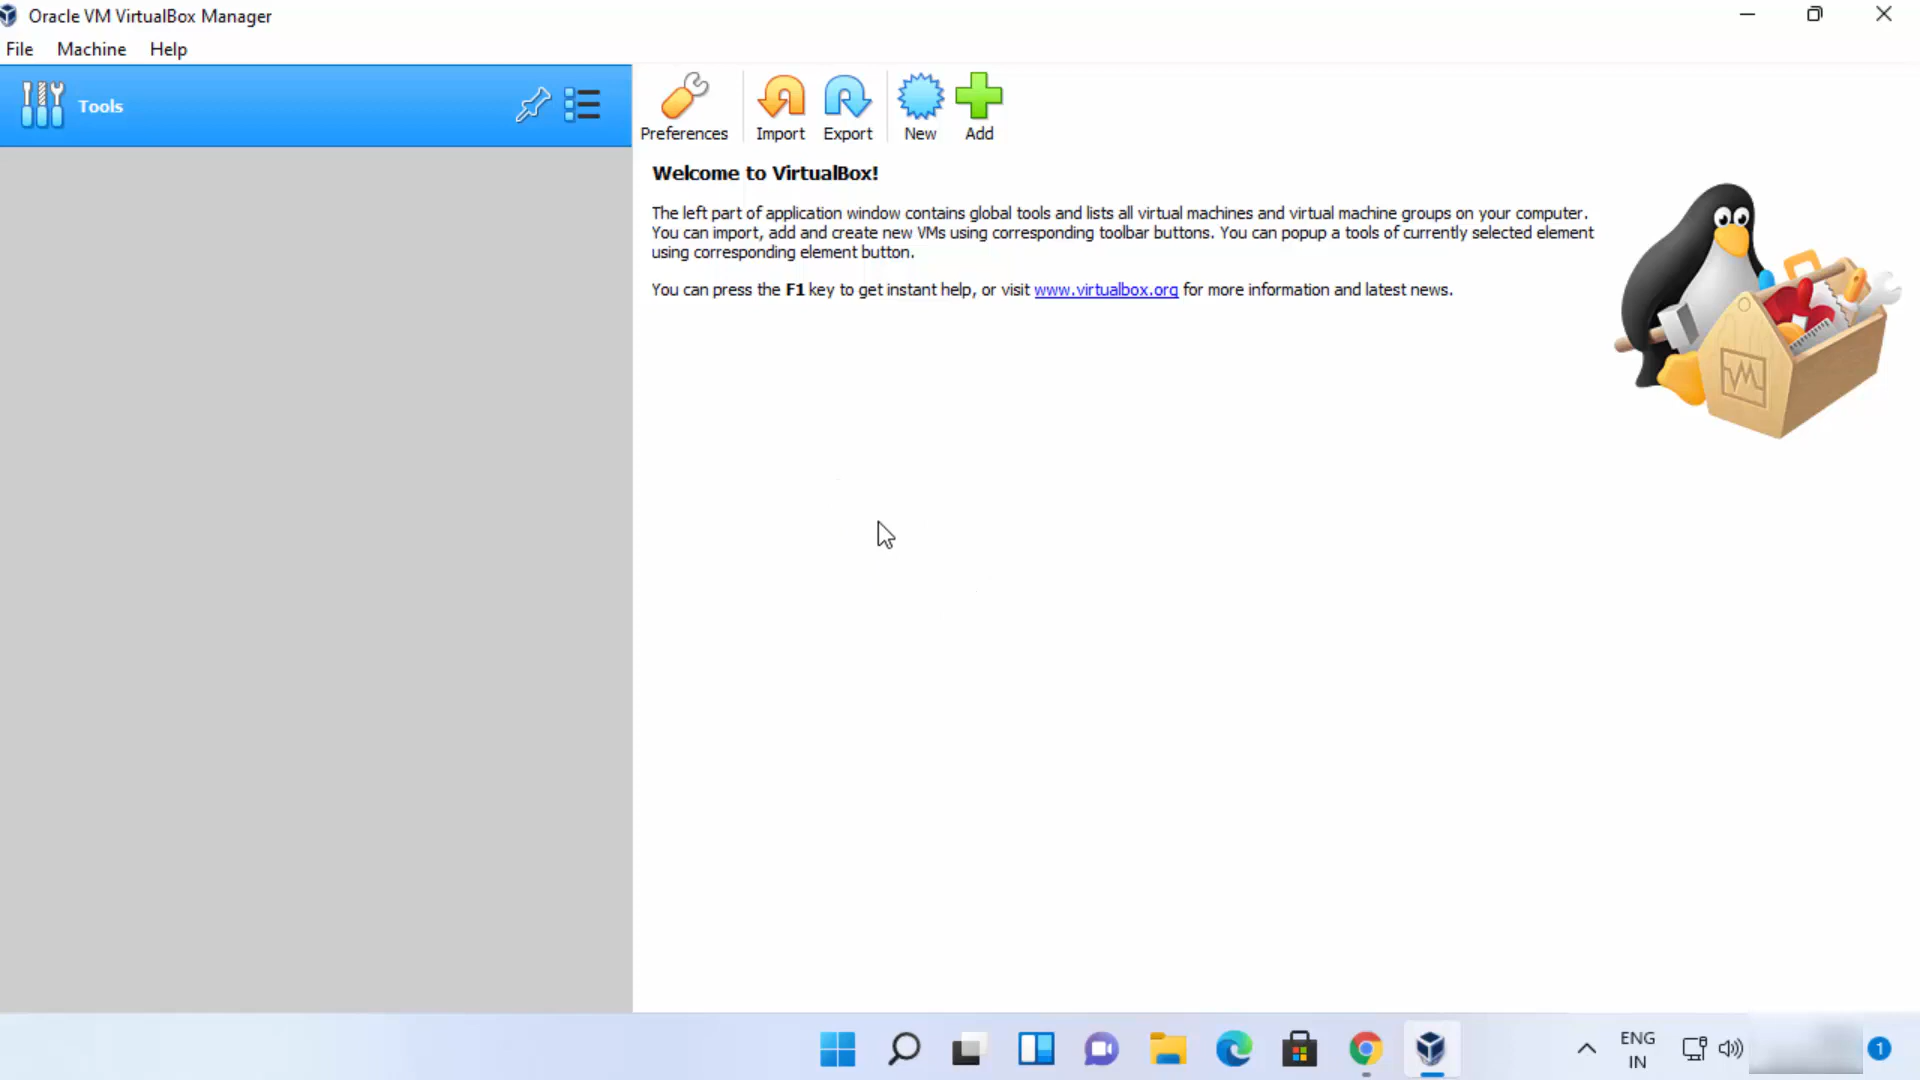 Oracle VM VirtualBox Manager
File Machine Help
Tools
Preferences Import Export New Add
Welcome to VirtualBox!
The left part of application window contains global tools and lists all virtual machines and virtual machine groups on your computer.
You can import, add and create new VMs using corresponding toolbar buttons. You can popup a tools of currently selected element
using corresponding element button.
You can press the F1 key to get instant help, or visit www.virtualbox.org for more information and latest news.
ENG
IN
1